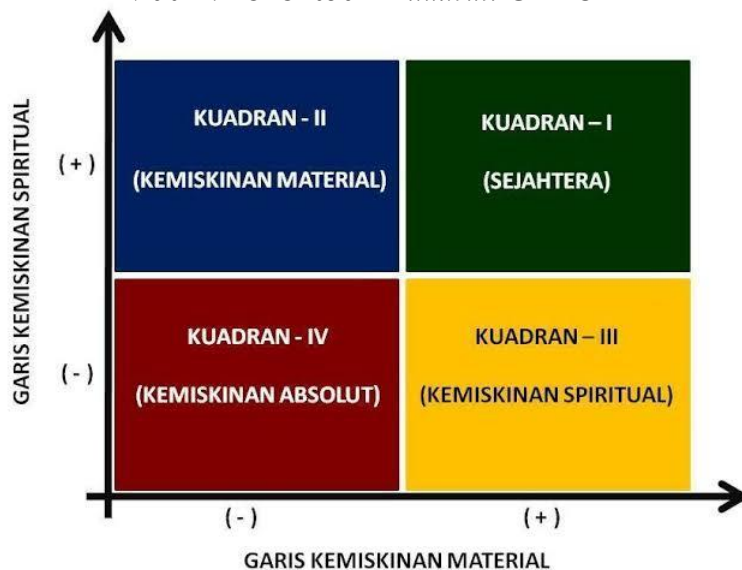 KUADRAN - II
(KEMISKINAN MATERIAL)
KUADRAN – I
(SEJAHTERA)
KUADRAN - IV
(KEMISKINAN ABSOLUT)
KUADRAN – III
(KEMISKINAN SPIRITUAL)
GARIS KEMISKINAN SPIRITUAL
( + )
( - )
( - )
( + )
GARIS KEMISKINAN MATERIAL